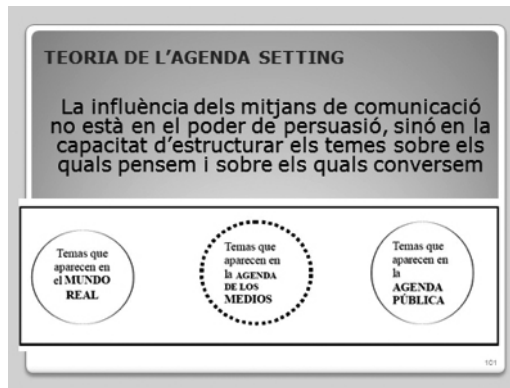 TEORIA DE L’AGENDA SETTING
La influència dels mitjans de comunicació
no està en el poder de persuasió, sinó en la
capacitat d’estructurar els temes sobre els
quals pensem i sobre els quals conversem
Temas que
aparecen en
el MUNDO
REAL
Temas que
aparecen en
la AGENDA
DE LOS
MEDIOS
Temas que
aparecen en
la
AGENDA
PÚBLICA
101